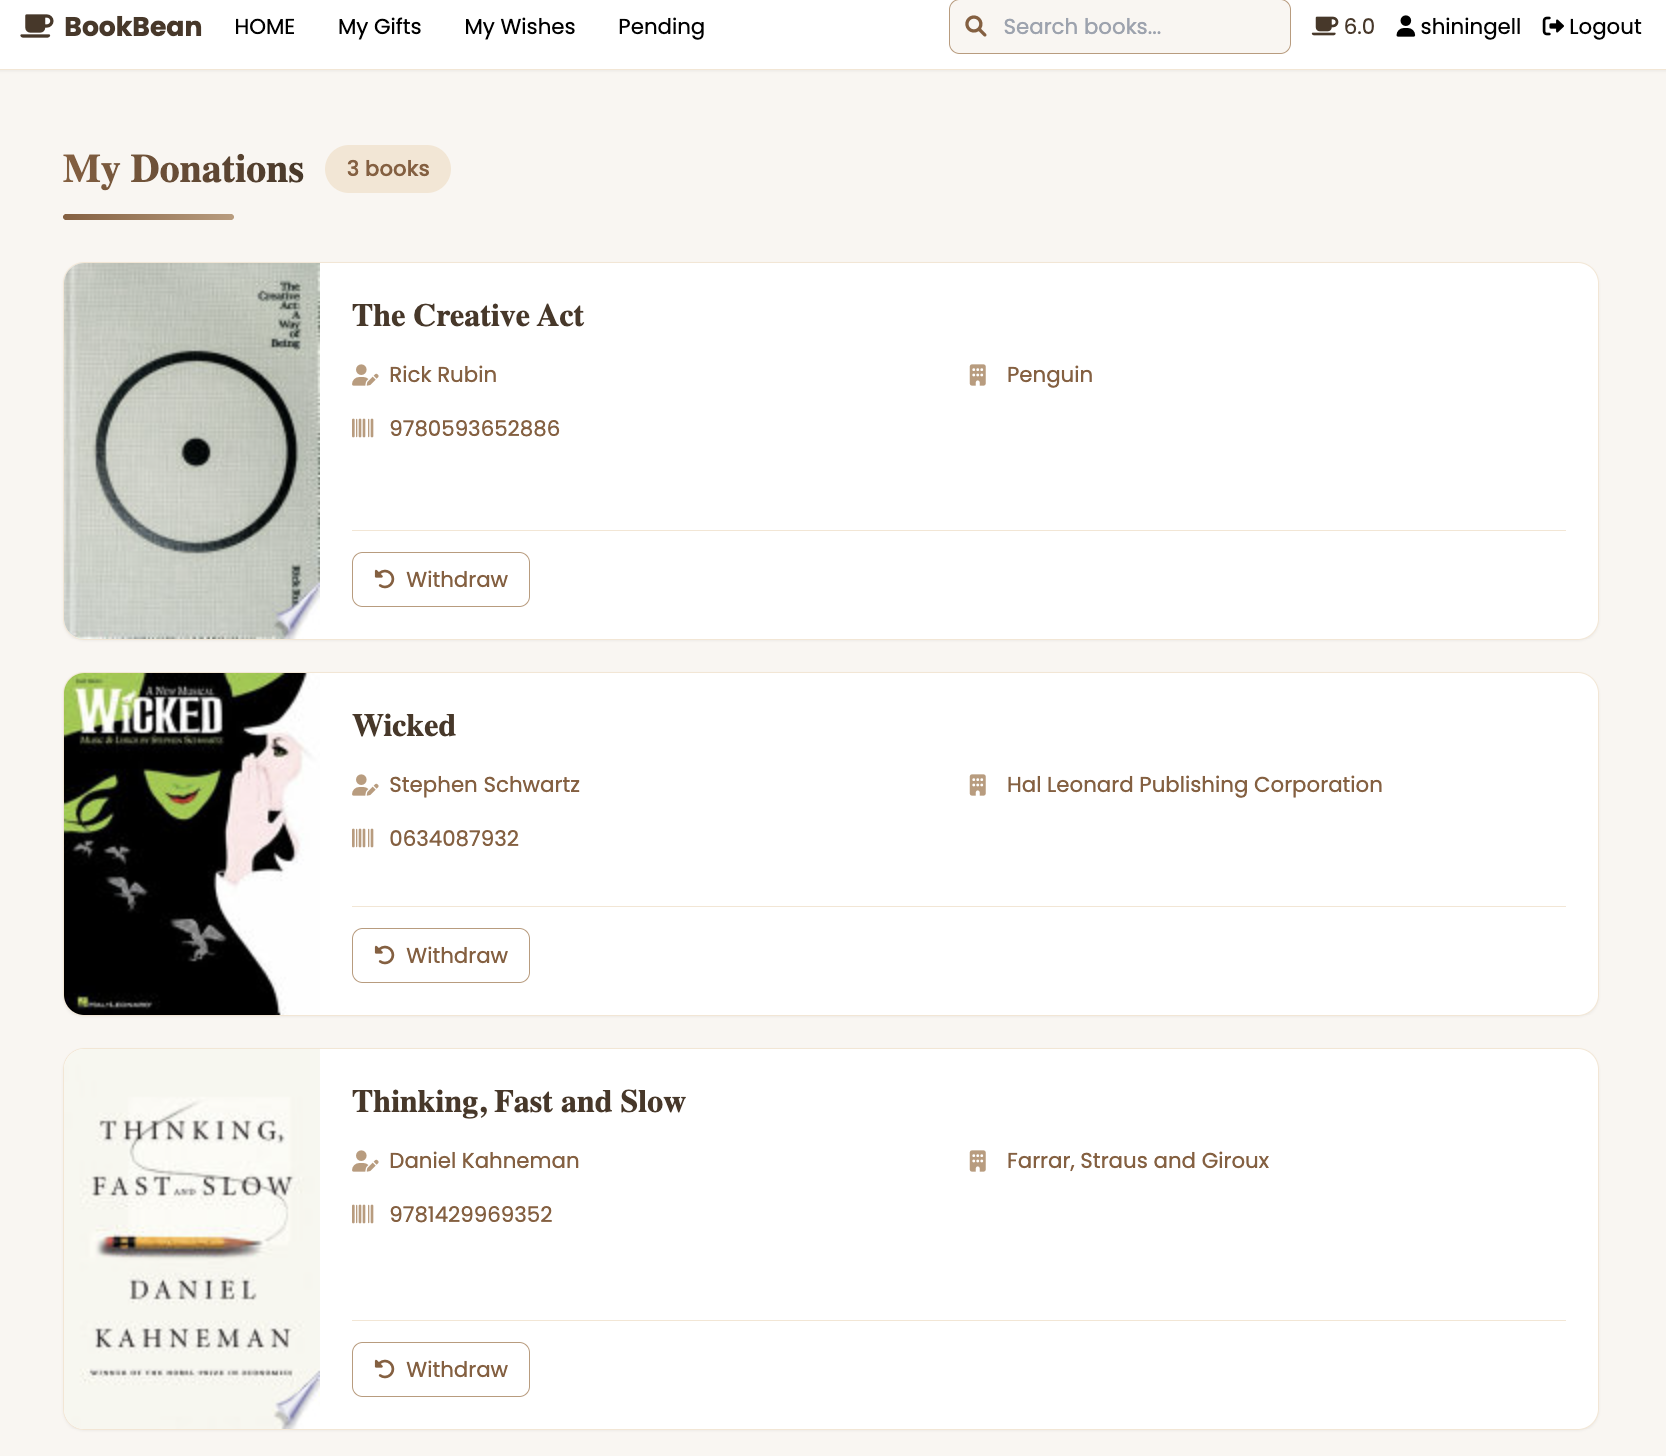 BookBean
HOME
My Gifts
My Wishes
Pending
Search books...
6.0
shiningell
Logout
My Donations
3 books
The
Creative
Act:
A
Way
of
Being
Rick
The Creative Act
Rick Rubin
Penguin
9780593652886
Withdraw
A New Musical
WICKED
Music & Lyrics by Stephen Schwartz
Hal Leonard
Wicked
Stephen Schwartz
Hal Leonard Publishing Corporation
0634087932
Withdraw
THINKING,
FAST AND SLOW
DANIEL
KAHNEMAN
WINNER OF THE NOBEL PRIZE IN ECONOMICS
Thinking, Fast and Slow
Daniel Kahneman
Farrar, Straus and Giroux
9781429969352
Withdraw